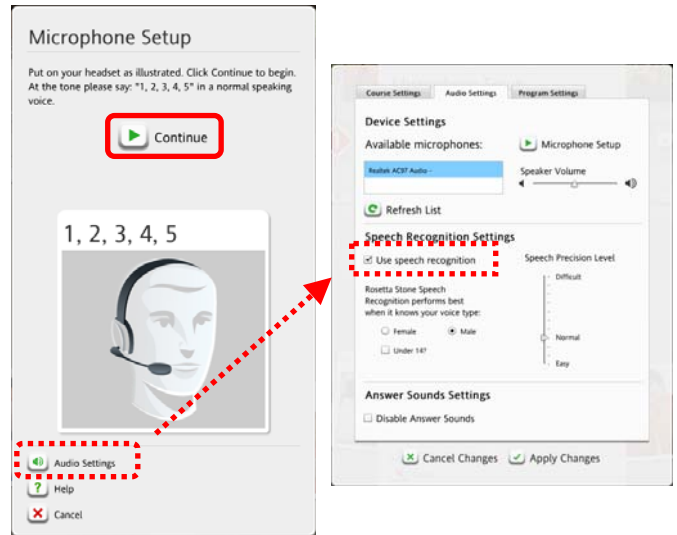 Microphone Setup
Put on your headset as illustrated. Click Continue to begin.
At the tone please say: "1, 2, 3, 4, 5" in a normal speaking
voice.
Continue
1, 2, 3, 4, 5
Audio Settings
? Help
Cancel
Course Settings
Audio Settings
Program Settings
Device Settings
Available microphones:
Microphone Setup
Realtek AC97 Audio -
Speaker Volume
Refresh List
Speech Recognition Settings
Use speech recognition
Speech Precision Level
Difficult
Rosetta Stone Speech
Recognition performs best
when it knows your voice type:
Female
Male
Normal
Under 14?
Easy
Answer Sounds Settings
Disable Answer Sounds
Cancel Changes
Apply Changes